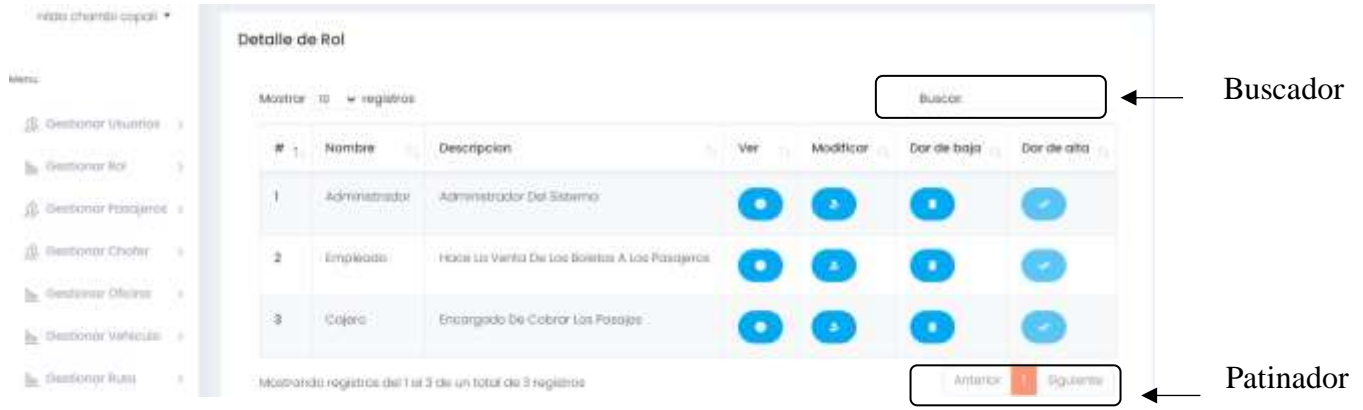 nilda chambi copali
Detalle de Rol
Menu
Mostrar 10 registros
Buscar:
Buscador
Gestionar Usuarios
Gestionar Rol
Gestionar Pasajeros
Gestionar Chofer
Gestionar Oficina
Gestionar Vehiculo
Gestionar Ruta
# Nombre Descripcion Ver Modificar Dar de baja Dar de alta
1 Administrador Administrador Del Sistema
2 Empleado Hace La Venta De Los Boletos A Los Pasajeros
3 Cajero Encargado De Cobrar Los Pasajes
Mostrando registros del 1 al 3 de un total de 3 registros
Anterior 1 Siguiente
Patinador